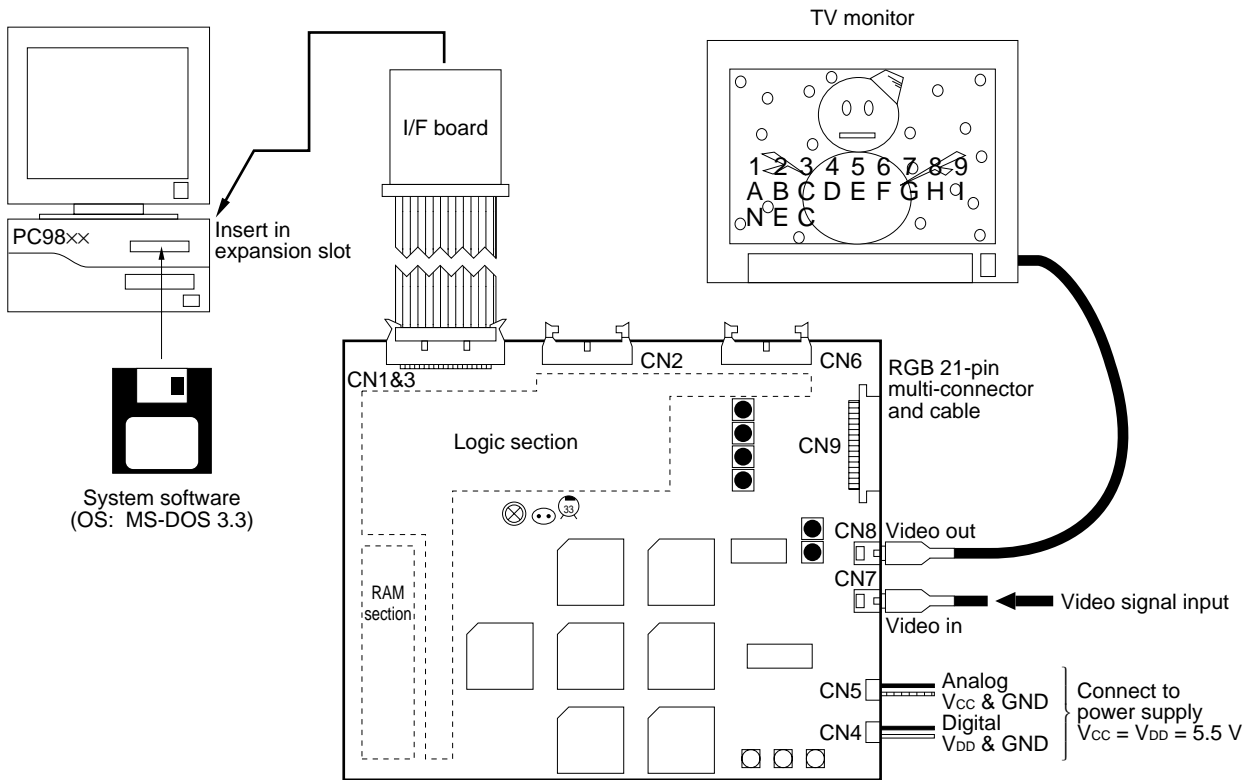 TV monitor
I/F board
1 2 3 4 5 6 7 8 9
A B C D E F G H I
N E C
PC98××
Insert in
expansion slot
CN1&3
CN2
CN6
RGB 21-pin
multi-connector
and cable
Logic section
CN9
System software
(OS: MS-DOS 3.3)
33
CN8
Video out
CN7
RAM
section
Video signal input
Video in
CN5
Analog
VCC & GND
CN4
Digital
VDD & GND
Connect to
power supply
VCC = VDD = 5.5 V